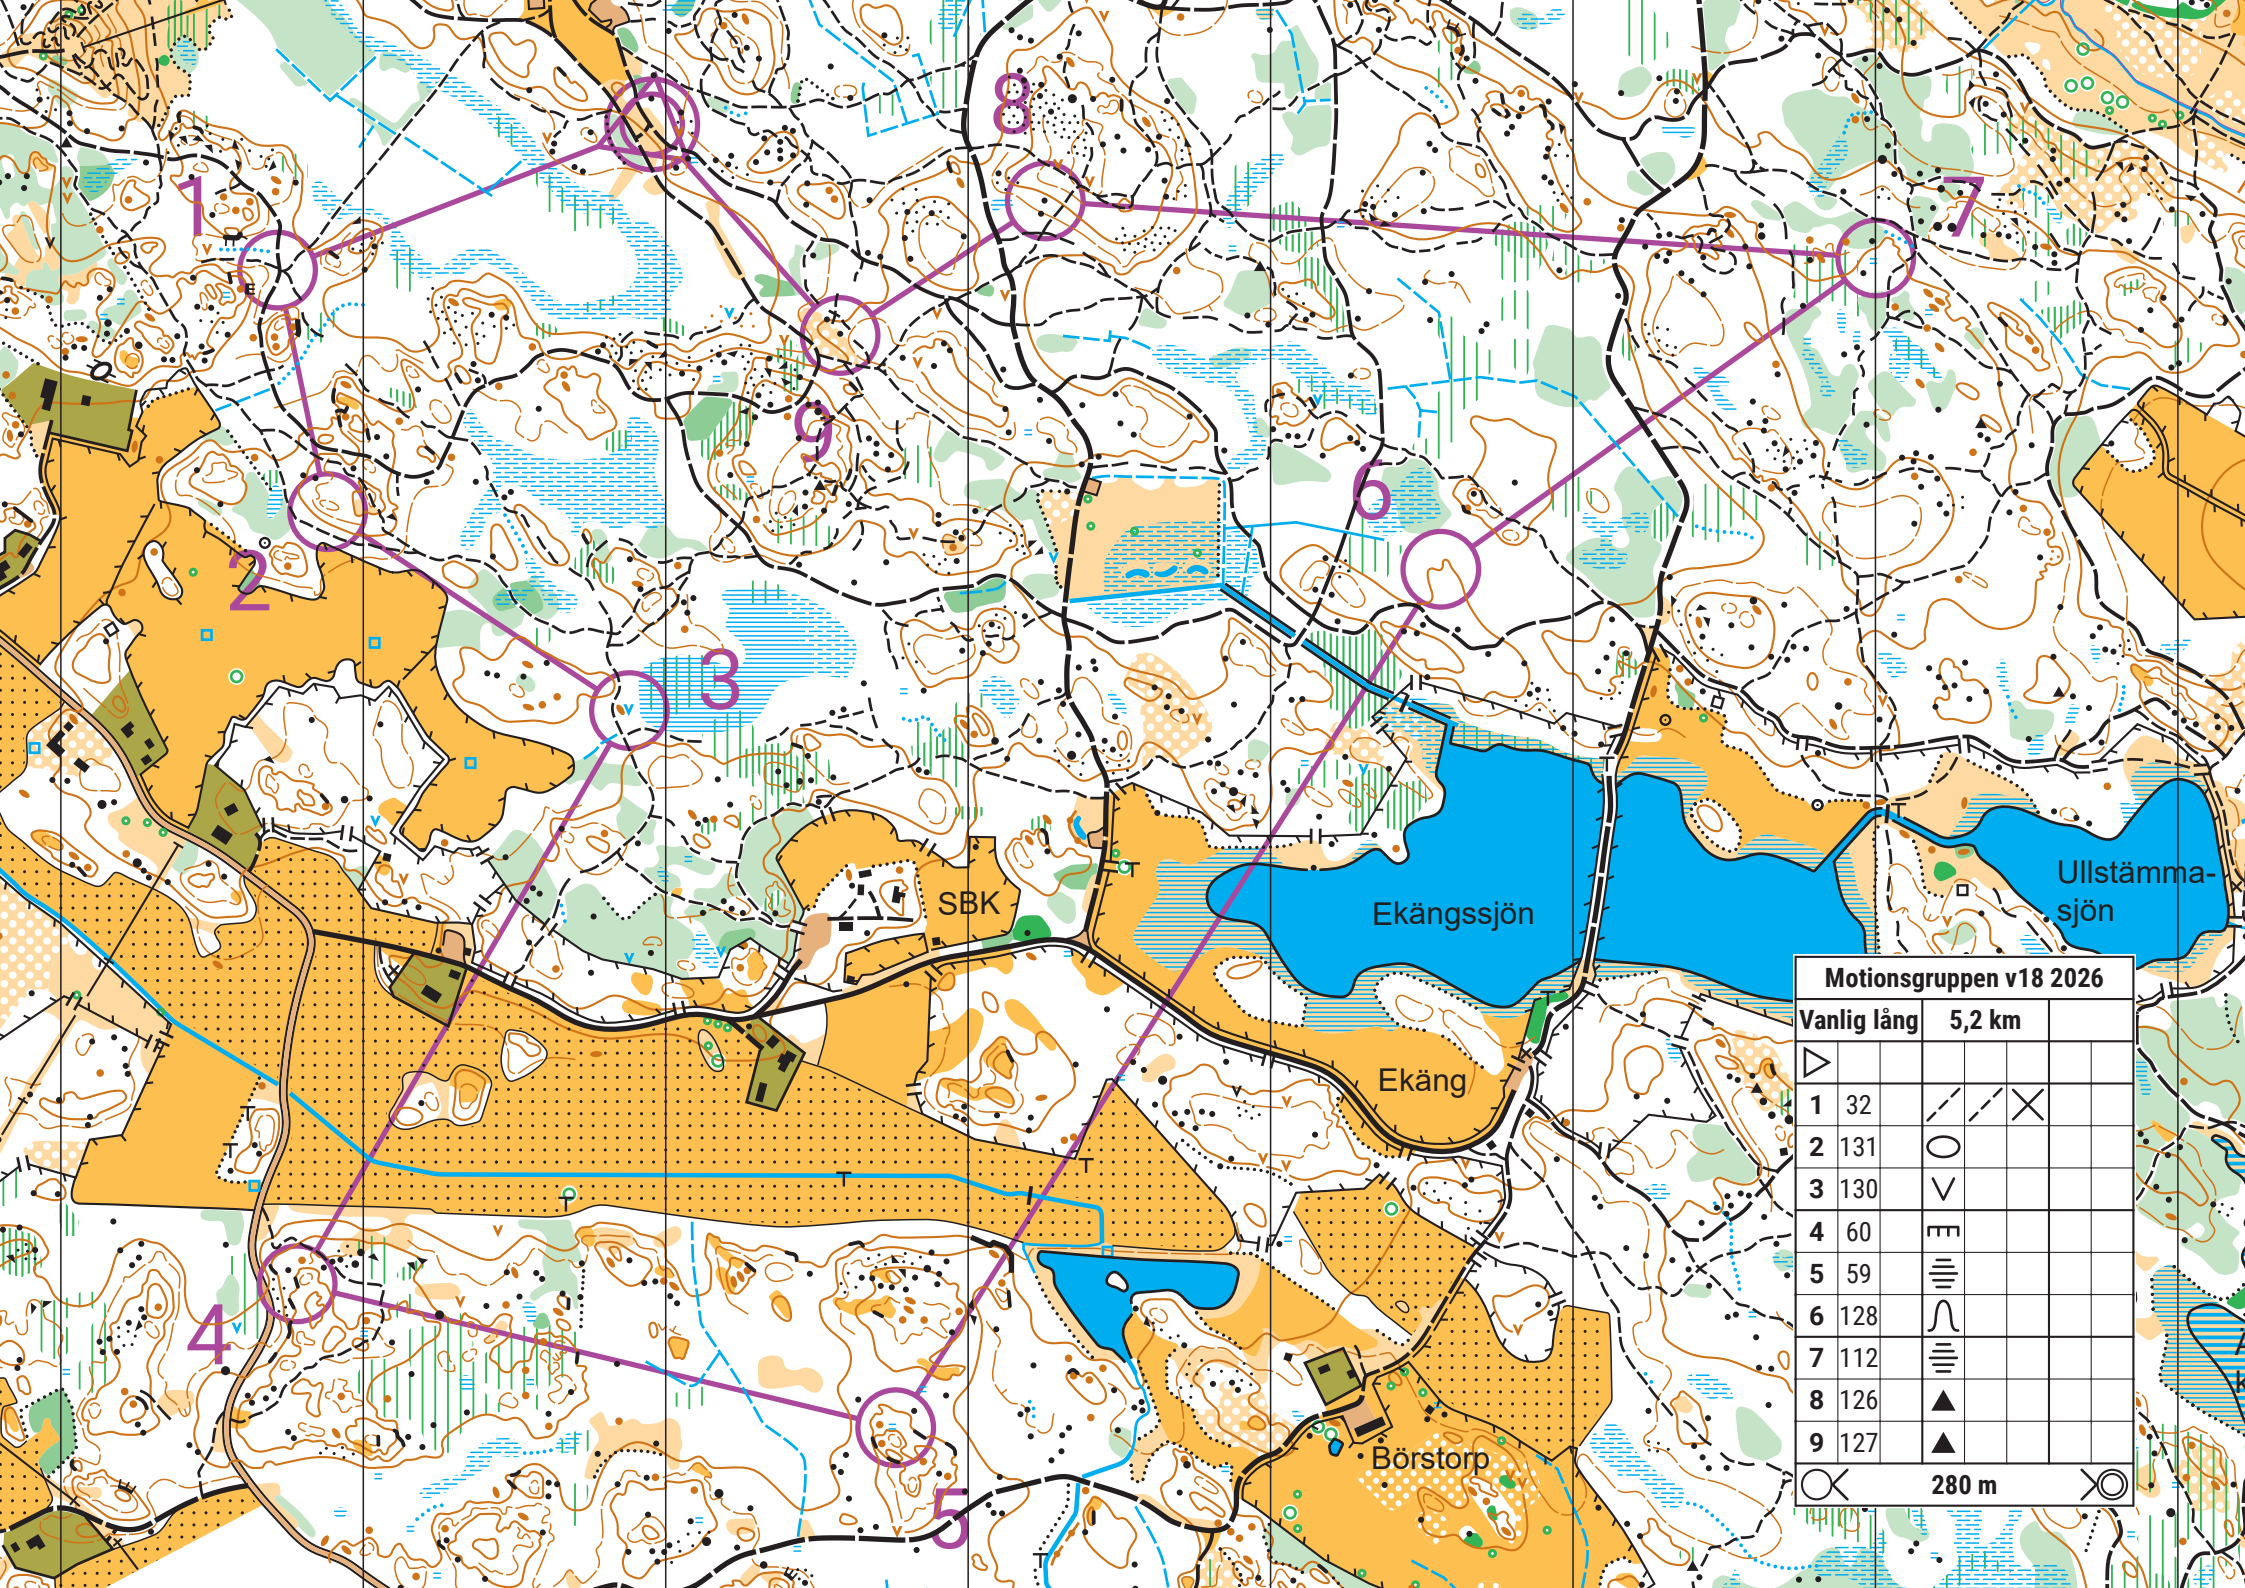 8
1
7
9
6
2
3
SBK
Ekängssjön
Ullstämma-
sjön
Ekäng
4
5
Börstorp
Motionsgruppen v18 2026
Vanlig lång 5,2 km
1 32
2 131
3 130
4 60
5 59
6 128
7 112
8 126
9 127
280 m